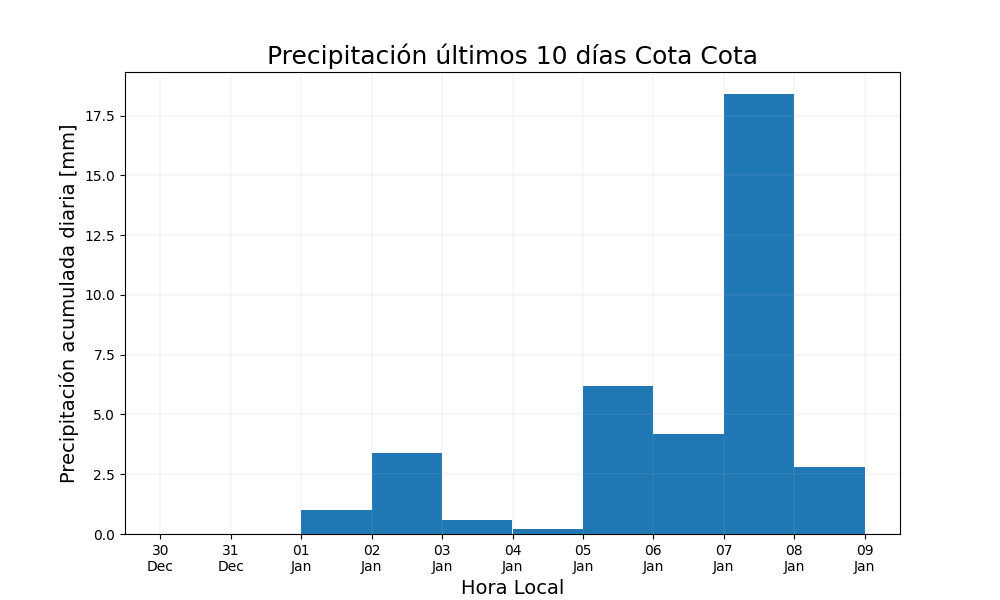 Precipitación últimos 10 días Cota Cota
Precipitación acumulada diaria [mm]
17.5
15.0
12.5
10.0
7.5
5.0
2.5
0.0
30 31 01 02 03 04 05 06 07 08 09
Dec Dec Jan Jan Jan Jan Jan Jan Jan Jan Jan
Hora Local